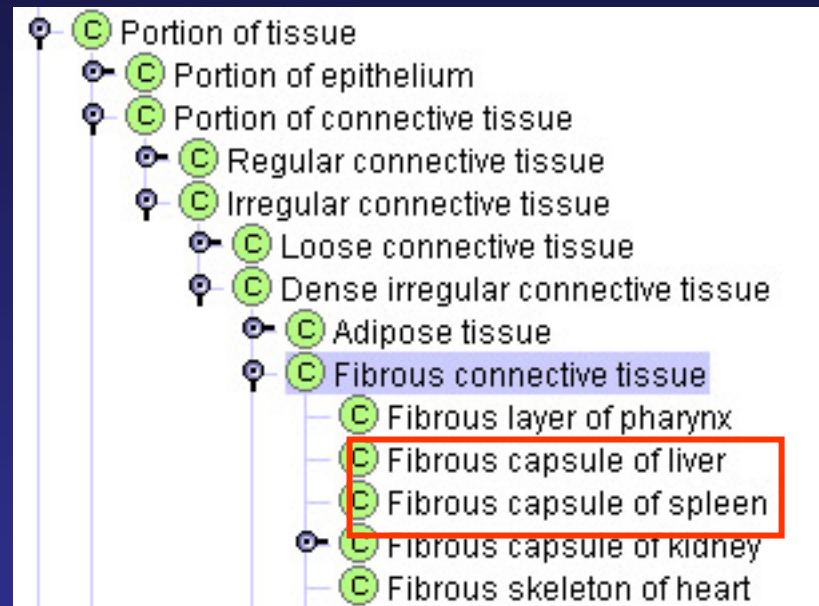 C Portion of tissue
C Portion of epithelium
C Portion of connective tissue
C Regular connective tissue
C Irregular connective tissue
C Loose connective tissue
C Dense irregular connective tissue
C Adipose tissue
C Fibrous connective tissue
C Fibrous layer of pharynx
C Fibrous capsule of liver
C Fibrous capsule of spleen
C Fibrous capsule of kidney
C Fibrous skeleton of heart